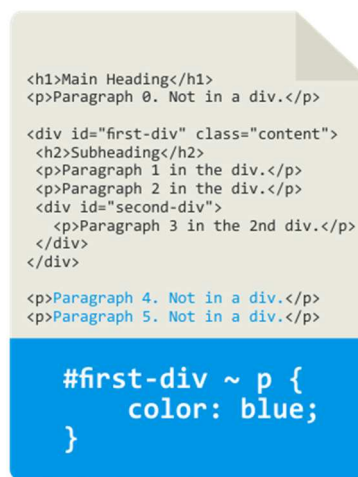 <h1>Main Heading</h1>
<p>Paragraph 0. Not in a div.</p>
<div id="first-div" class="content">
<h2>Subheading</h2>
<p>Paragraph 1 in the div.</p>
<p>Paragraph 2 in the div.</p>
<div id="second-div">
<p>Paragraph 3 in the 2nd div.</p>
</div>
</div>
<p>Paragraph 4. Not in a div.</p>
<p>Paragraph 5. Not in a div.</p>
#first-div ~ p {
color: blue;
}